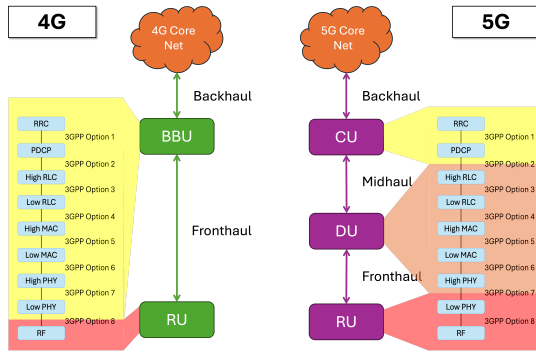 4G
4G Core
Net
Backhaul
BBU
Fronthaul
RU
RRC
3GPP Option 1
PDCP
3GPP Option 2
High RLC
3GPP Option 3
Low RLC
3GPP Option 4
High MAC
3GPP Option 5
Low MAC
3GPP Option 6
High PHY
3GPP Option 7
Low PHY
3GPP Option 8
RF
5G Core
Net
5G
Backhaul
CU
Midhaul
DU
Fronthaul
RU
RRC
3GPP Option 1
PDCP
3GPP Option 2
High RLC
3GPP Option 3
Low RLC
3GPP Option 4
High MAC
3GPP Option 5
Low MAC
3GPP Option 6
High PHY
3GPP Option 7
Low PHY
3GPP Option 8
RF